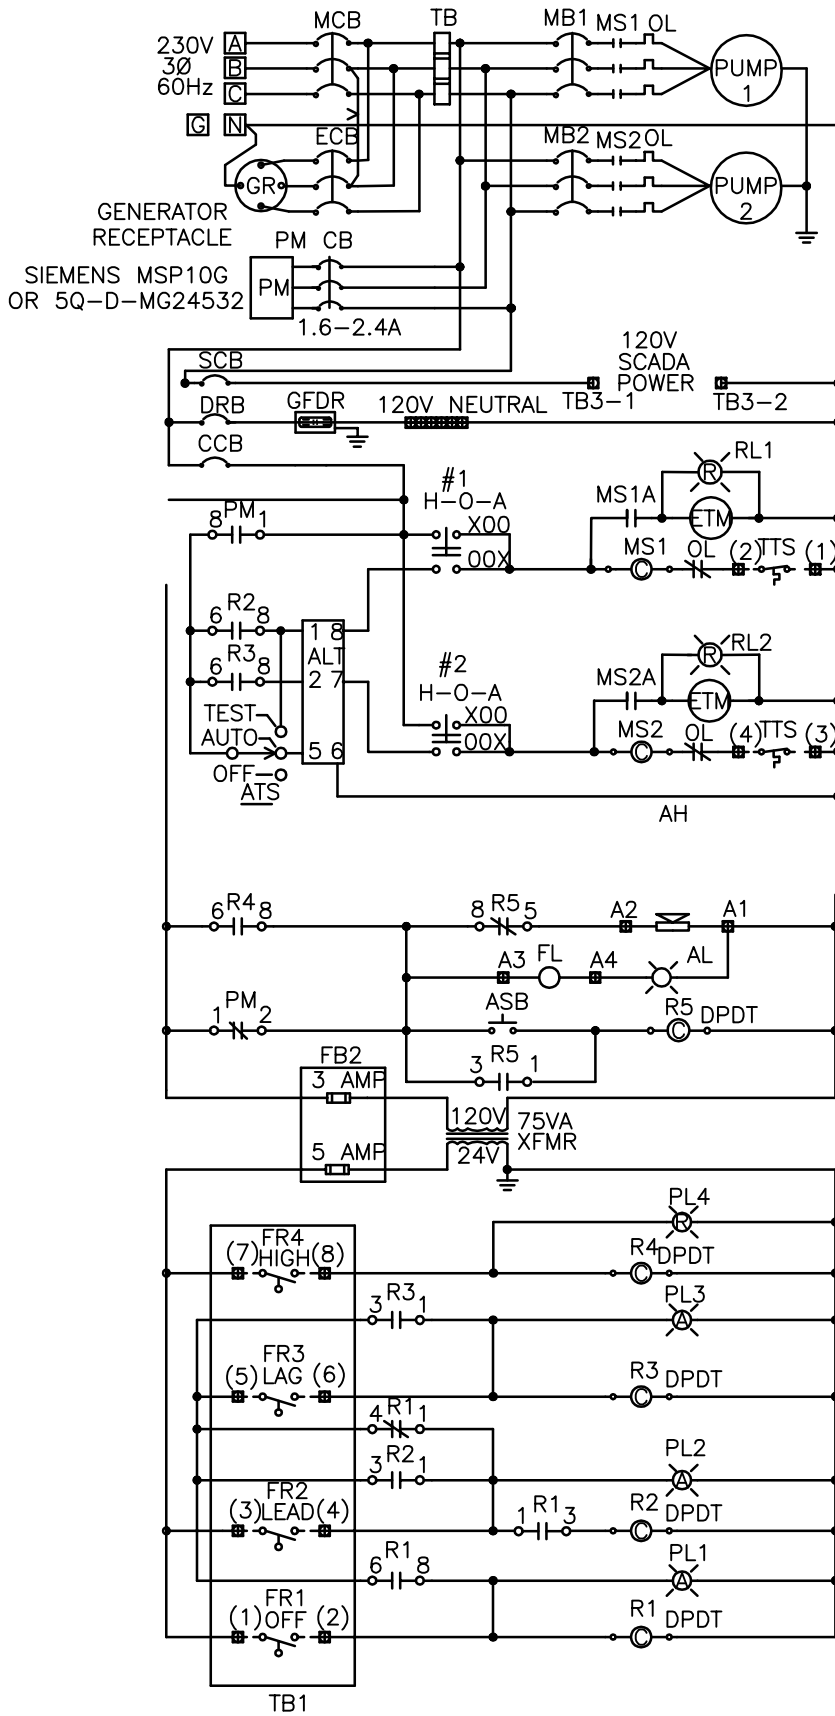 MCB TB MB1 MS1 OL
230V A
3Ø B
60Hz C
PUMP
1
G N
ECB MB2 MS2 OL
GR
PUMP
2
GENERATOR
RECEPTACLE
PM CB
SIEMENS MSP10G
OR 5Q-D-MG24532
PM
1.6-2.4A
120V
SCADA
POWER
SCB
TB3-1 TB3-2
DRB GFDR 120V NEUTRAL
CCB
#1
H-O-A
RL1
R
8 PM 1 XOO MS1A ETM
OOX MS1 C OL (2) TTS (1)
6 R2 8 1 8
ALT
6 R3 8 2 7
#2
H-O-A
RL2
R
TEST XOO MS2A ETM
AUTO 5 6 OOX MS2 C OL (4) TTS (3)
OFF
ATS
AH
6 R4 8 8 R5 5 A2 A1
A3 FL A4 AL
1 PM 2 ASB R5 C DPDT
3 R5 1
FB2
3 AMP
120V 75VA
XFMR
5 AMP 24V
PL4
R
(7) FR4 (8)
HIGH
R4 C DPDT
3 R3 1 PL3
A
(5) FR3 (6)
LAG
R3 C DPDT
4 R1 1
3 R2 1 PL2
A
(3) FR2 (4)
LEAD
1 R1 3 R2 C DPDT
6 R1 8 PL1
A
(1) FR1 (2)
OFF
R1 C DPDT
TB1